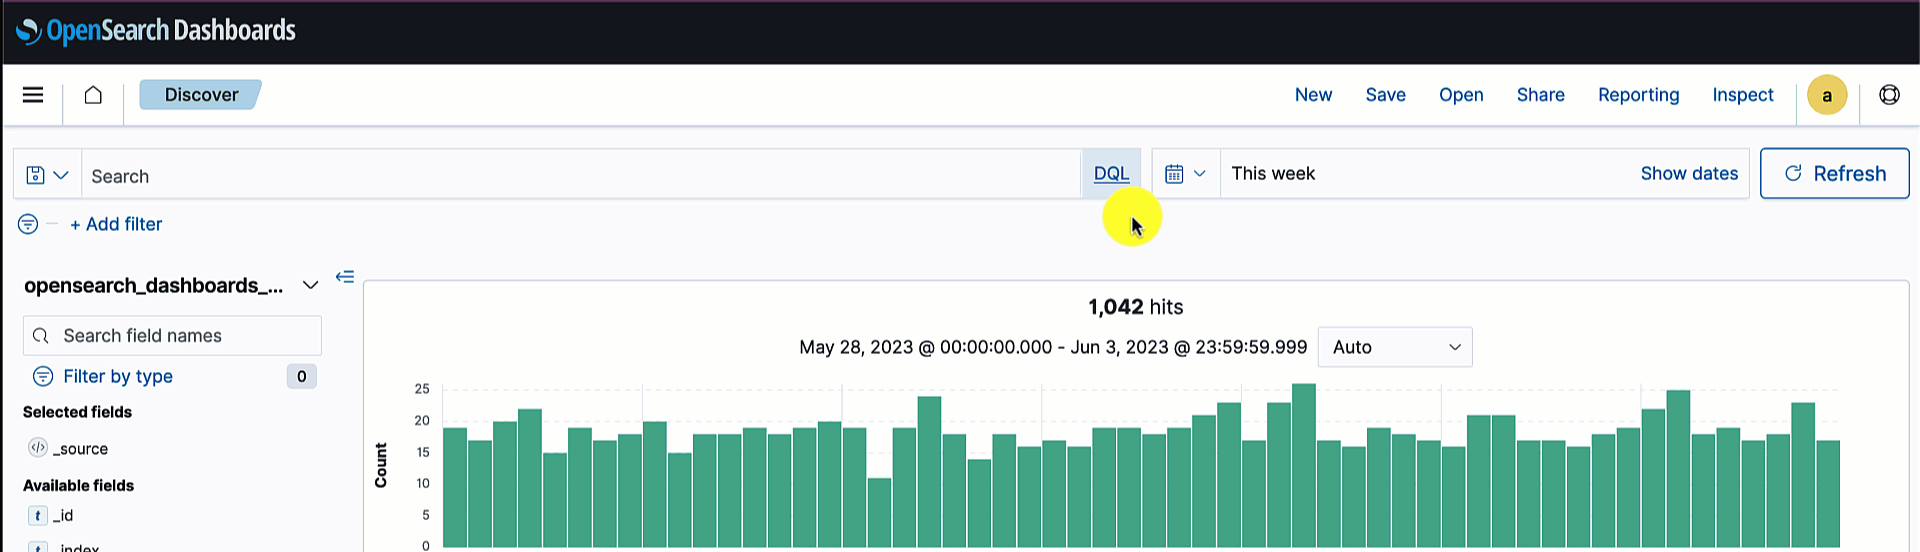 OpenSearch Dashboards
Discover
New Save Open Share Reporting Inspect a
Search DQL This week Show dates Refresh
+ Add filter
opensearch_dashboards_...
Search field names
Filter by type 0
Selected fields
_source
Available fields
t _id
t _index
1,042 hits
May 28, 2023 @ 00:00:00.000 - Jun 3, 2023 @ 23:59:59.999 Auto
Count
25
20
15
10
5
0